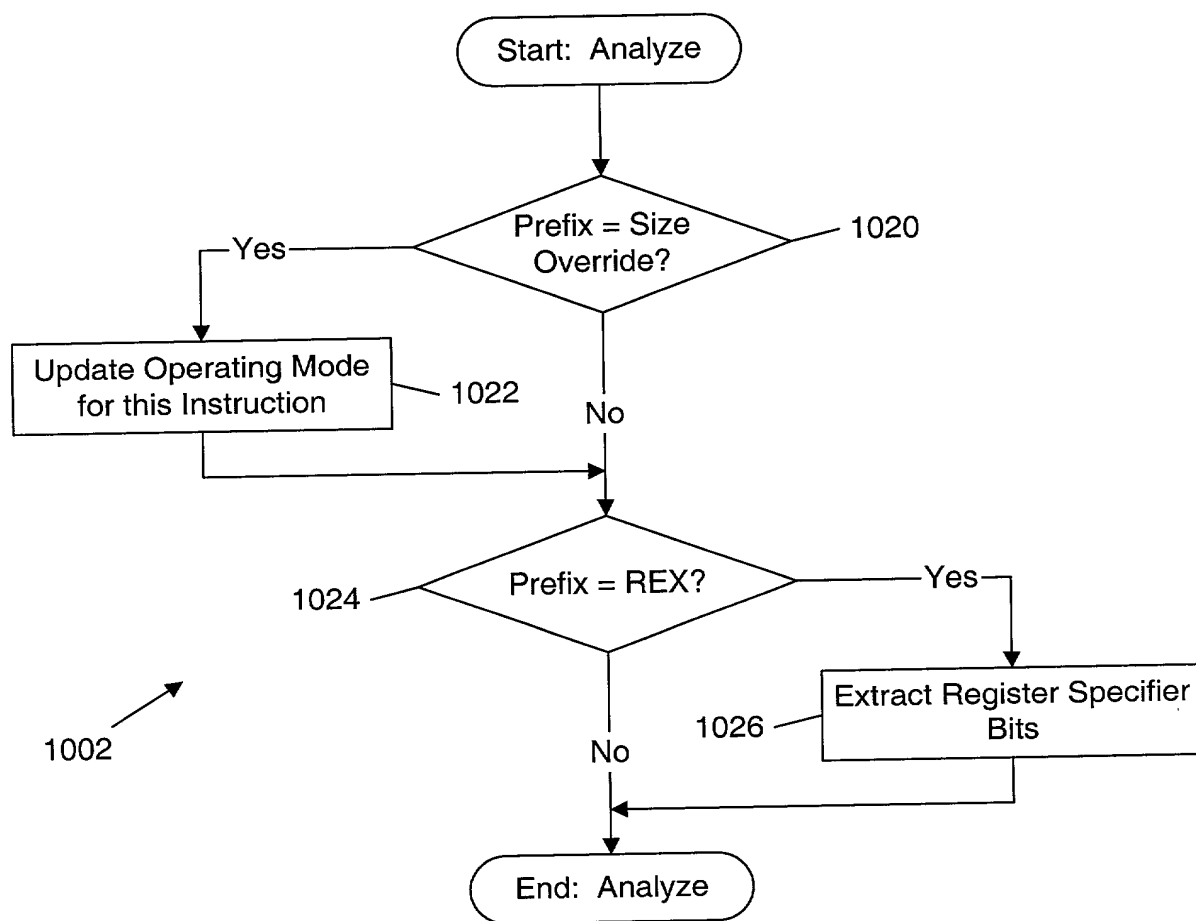 Start: Analyze
Prefix = Size
Override?
1020
Yes
Update Operating Mode
for this Instruction
1022
No
Prefix = REX?
1024
Yes
Extract Register Specifier
Bits
1026
1002
No
End: Analyze